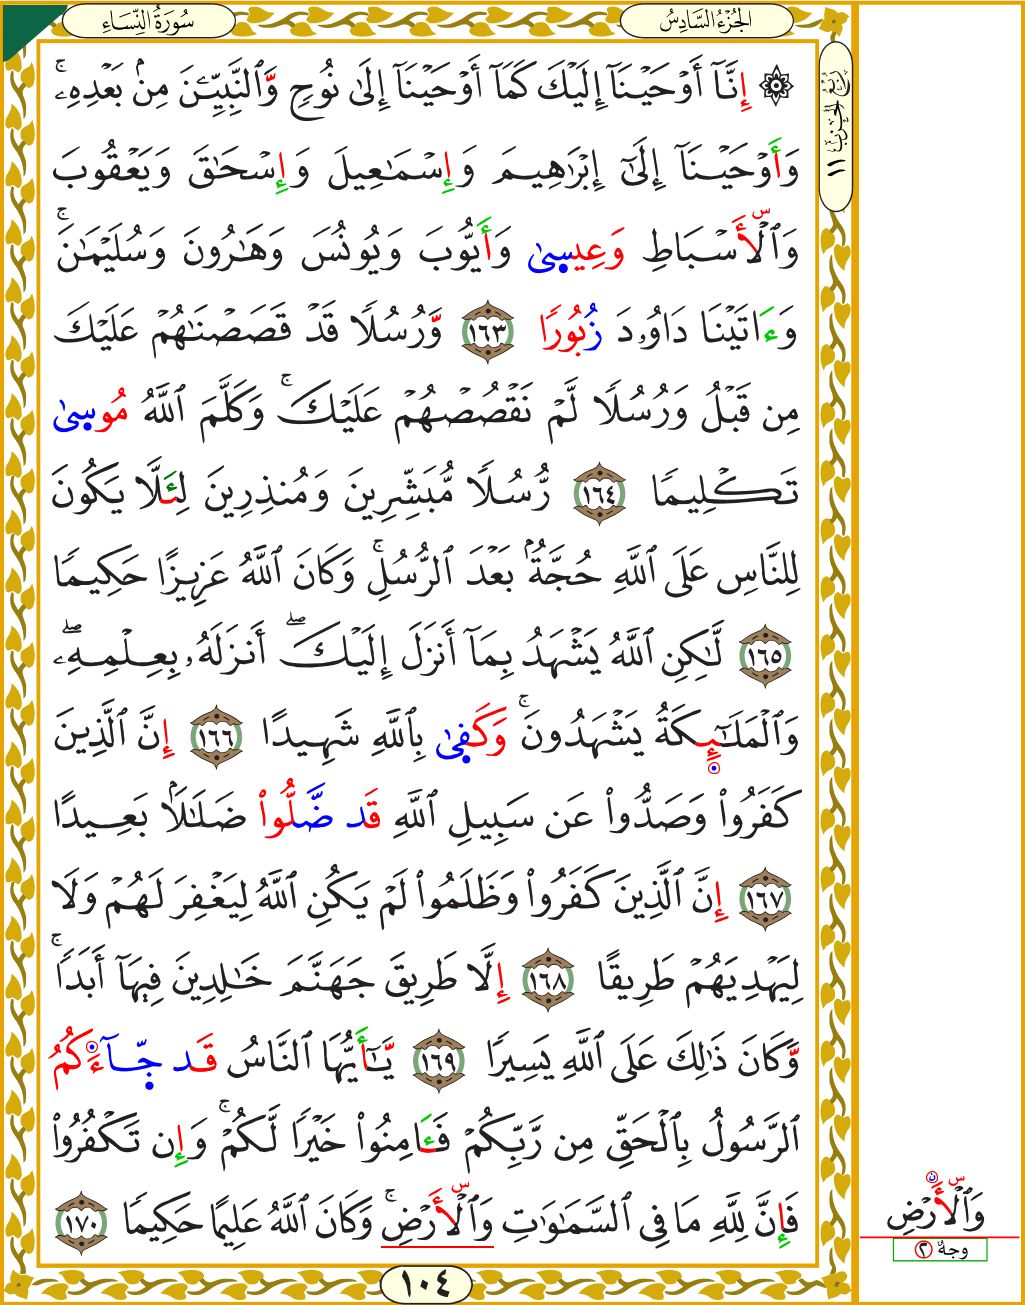 سُورَةُ النِّسَاءِ
الجُزْءُ السَّادِسُ
رُبْعُ الحِزْبِ ١١
۞ إِنَّآ أَوْحَيْنَآ إِلَيْكَ كَمَآ أَوْحَيْنَآ إِلَىٰ نُوحٍ وَّٱلنَّبِيِّـۧنَ مِنۢ بَعْدِهِۦۚ
وَأَوْحَيْنَآ إِلَىٰٓ إِبْرَٰهِيمَ وَإِسْمَٰعِيلَ وَإِسْحَٰقَ وَيَعْقُوبَ
وَٱلْأَسْبَاطِ وَعِيسىٰ وَأَيُّوبَ وَيُونُسَ وَهَٰرُونَ وَسُلَيْمَٰنَۚ
وَءَاتَيْنَا دَاوُۥدَ زُبُورًا ١٦٣ وَّرُسُلًا قَدْ قَصَصْنَٰهُمْ عَلَيْكَ
مِن قَبْلُ وَرُسُلًا لَّمْ نَقْصُصْهُمْ عَلَيْكَۚ وَكَلَّمَ ٱللَّهُ مُوسىٰ
تَكْلِيمًا ١٦٤ رُّسُلًا مُّبَشِّرِينَ وَمُنذِرِينَ لِئَلَّا يَكُونَ
لِلنَّاسِ عَلَى ٱللَّهِ حُجَّةٌۢ بَعْدَ ٱلرُّسُلِۚ وَكَانَ ٱللَّهُ عَزِيزًا حَكِيمًا
١٦٥ لَّٰكِنِ ٱللَّهُ يَشْهَدُ بِمَآ أَنزَلَ إِلَيْكَۖ أَنزَلَهُۥ بِعِلْمِهِۦۖ
وَٱلْمَلَٰٓئِكَةُ يَشْهَدُونَۚ وَكَفىٰ بِٱللَّهِ شَهِيدًا ١٦٦ إِنَّ ٱلَّذِينَ
كَفَرُوا۟ وَصَدُّوا۟ عَن سَبِيلِ ٱللَّهِ قَد ضَّلُّوا۟ ضَلَٰلًۢا بَعِيدًا
١٦٧ إِنَّ ٱلَّذِينَ كَفَرُوا۟ وَظَلَمُوا۟ لَمْ يَكُنِ ٱللَّهُ لِيَغْفِرَ لَهُمْ وَلَا
لِيَهْدِيَهُمْ طَرِيقًا ١٦٨ إِلَّا طَرِيقَ جَهَنَّمَ خَٰلِدِينَ فِيهَآ أَبَدًاۚ
وَّكَانَ ذَٰلِكَ عَلَى ٱللَّهِ يَسِيرًا ١٦٩ يَّٰٓأَيُّهَا ٱلنَّاسُ قَد جَّآءَكُمُ
ٱلرَّسُولُ بِٱلْحَقِّ مِن رَّبِّكُمْ فَـَٔامِنُوا۟ خَيْرًا لَّكُمْۚ وَإِن تَكْفُرُوا۟
فَإِنَّ لِلَّهِ مَا فِى ٱلسَّمَٰوَٰتِ وَٱلْأَرْضِۚ وَكَانَ ٱللَّهُ عَلِيمًا حَكِيمًا ١٧٠
وَٱلْأَرْضِ
وجهٌ ٢
١٠٤